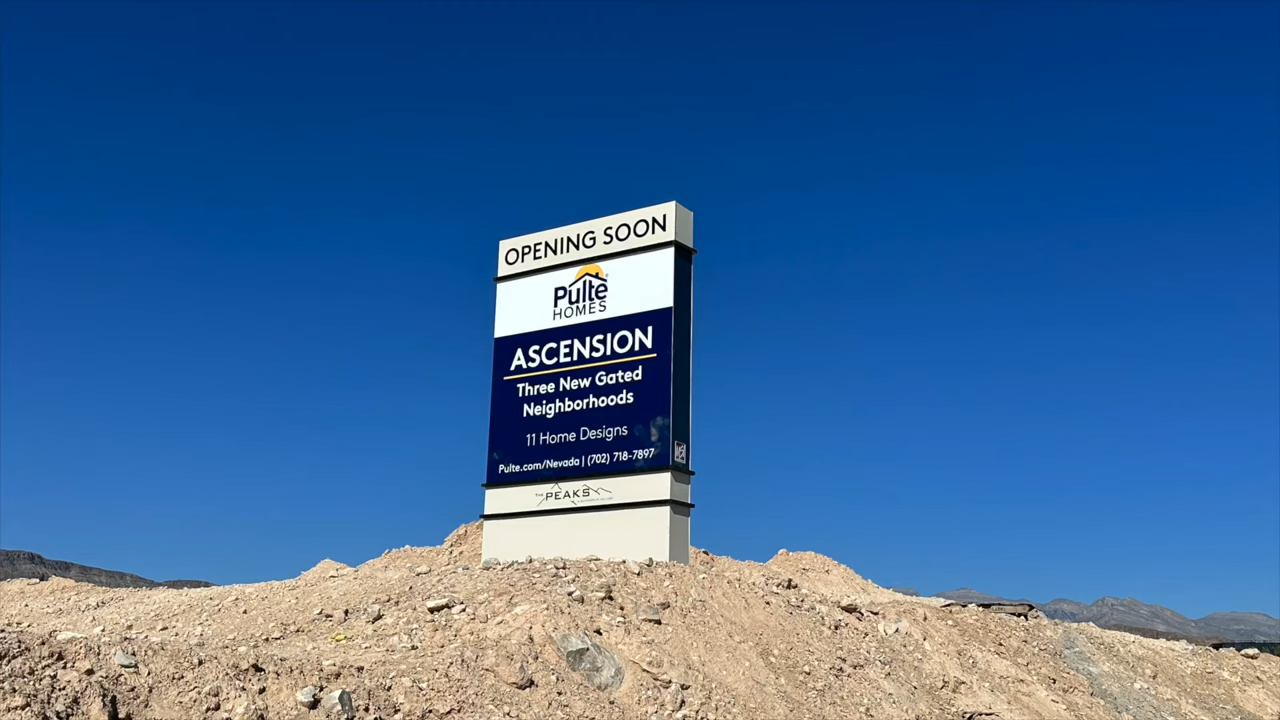 OPENING SOON
Pulte
HOMES
ASCENSION
Three New Gated
Neighborhoods
11 Home Designs
Pulte.com/Nevada | (702) 718-7897
THE PEAKS